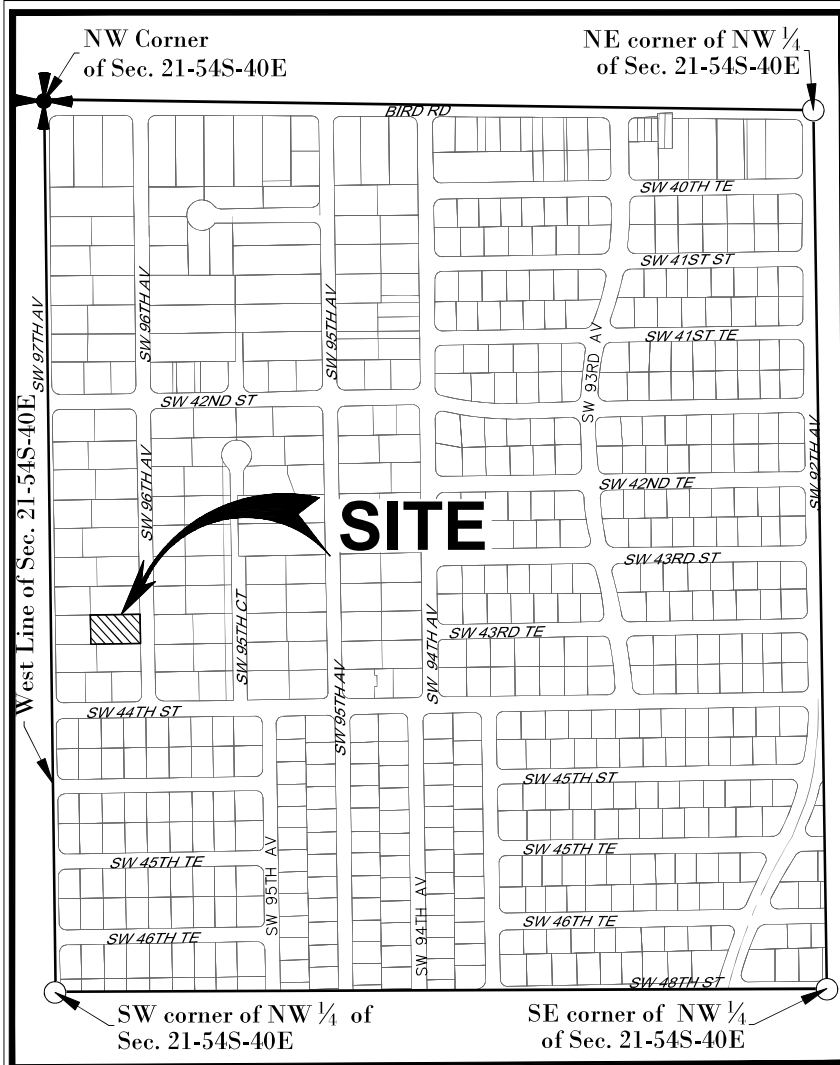 NW Corner
of Sec. 21-54S-40E
NE corner of NW 1/4
of Sec. 21-54S-40E
BIRD RD
SW 40TH TE
SW 41ST ST
SW 41ST TE
SW 97TH AV
SW 96TH AV
SW 95TH AV
SW 93RD AV
SW 42ND ST
SW 92TH AV
West Line of Sec. 21-54S-40E
SW 96TH AV
SW 42ND TE
SITE
SW 43RD ST
SW 95TH CT
SW 43RD TE
SW 94TH AV
SW 44TH ST
SW 95TH AV
SW 45TH ST
SW 45TH TE
SW 95TH AV
SW 45TH TE
SW 94TH AV
SW 46TH TE
SW 46TH TE
SW 48TH ST
SW corner of NW 1/4 of
Sec. 21-54S-40E
SE corner of NW 1/4
of Sec. 21-54S-40E